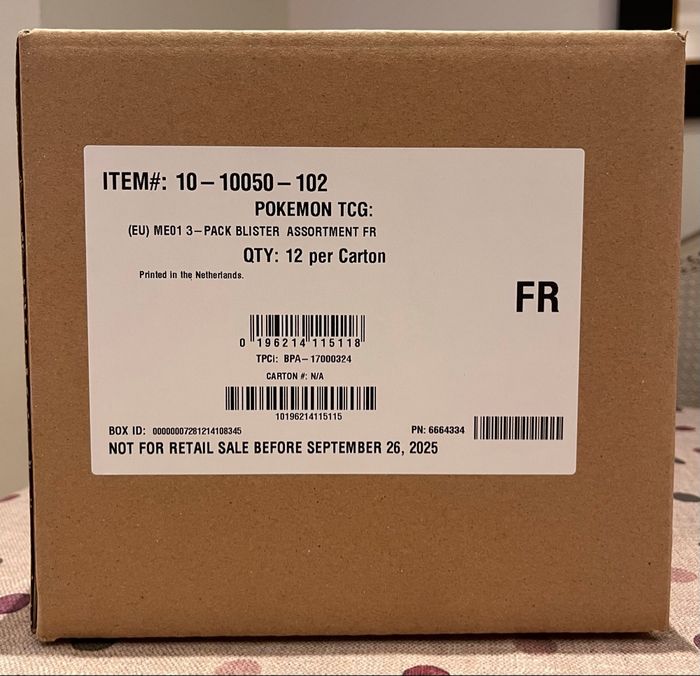 ITEM#: 10-10050-102
POKEMON TCG:
(EU) ME01 3-PACK BLISTER ASSORTMENT FR
QTY: 12 per Carton
Printed in the Netherlands.
FR
0 196214 115118
TPCi: BPA-17000324
CARTON #: N/A
10196214115115
BOX ID: 00000007281214108345
PN: 6664334
NOT FOR RETAIL SALE BEFORE SEPTEMBER 26, 2025